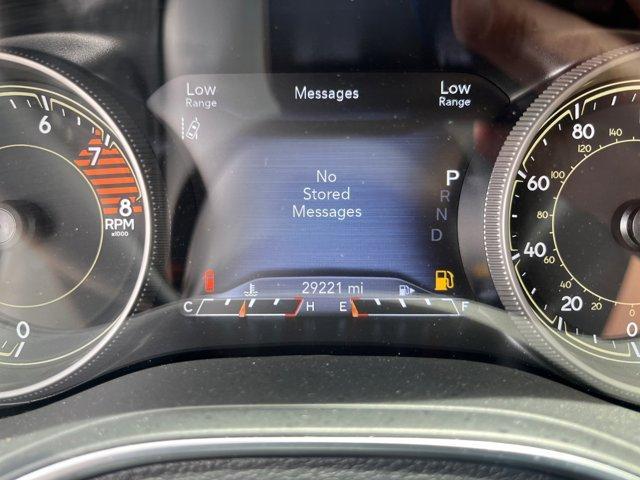 Low
Range
Messages
Low
Range
No
Stored
Messages
P
R
N
D
29221 mi
C
H
E
F
6
7
8
RPM
x1000
0
80
60
40
20
0
140
120
100
80
60
40
20
0